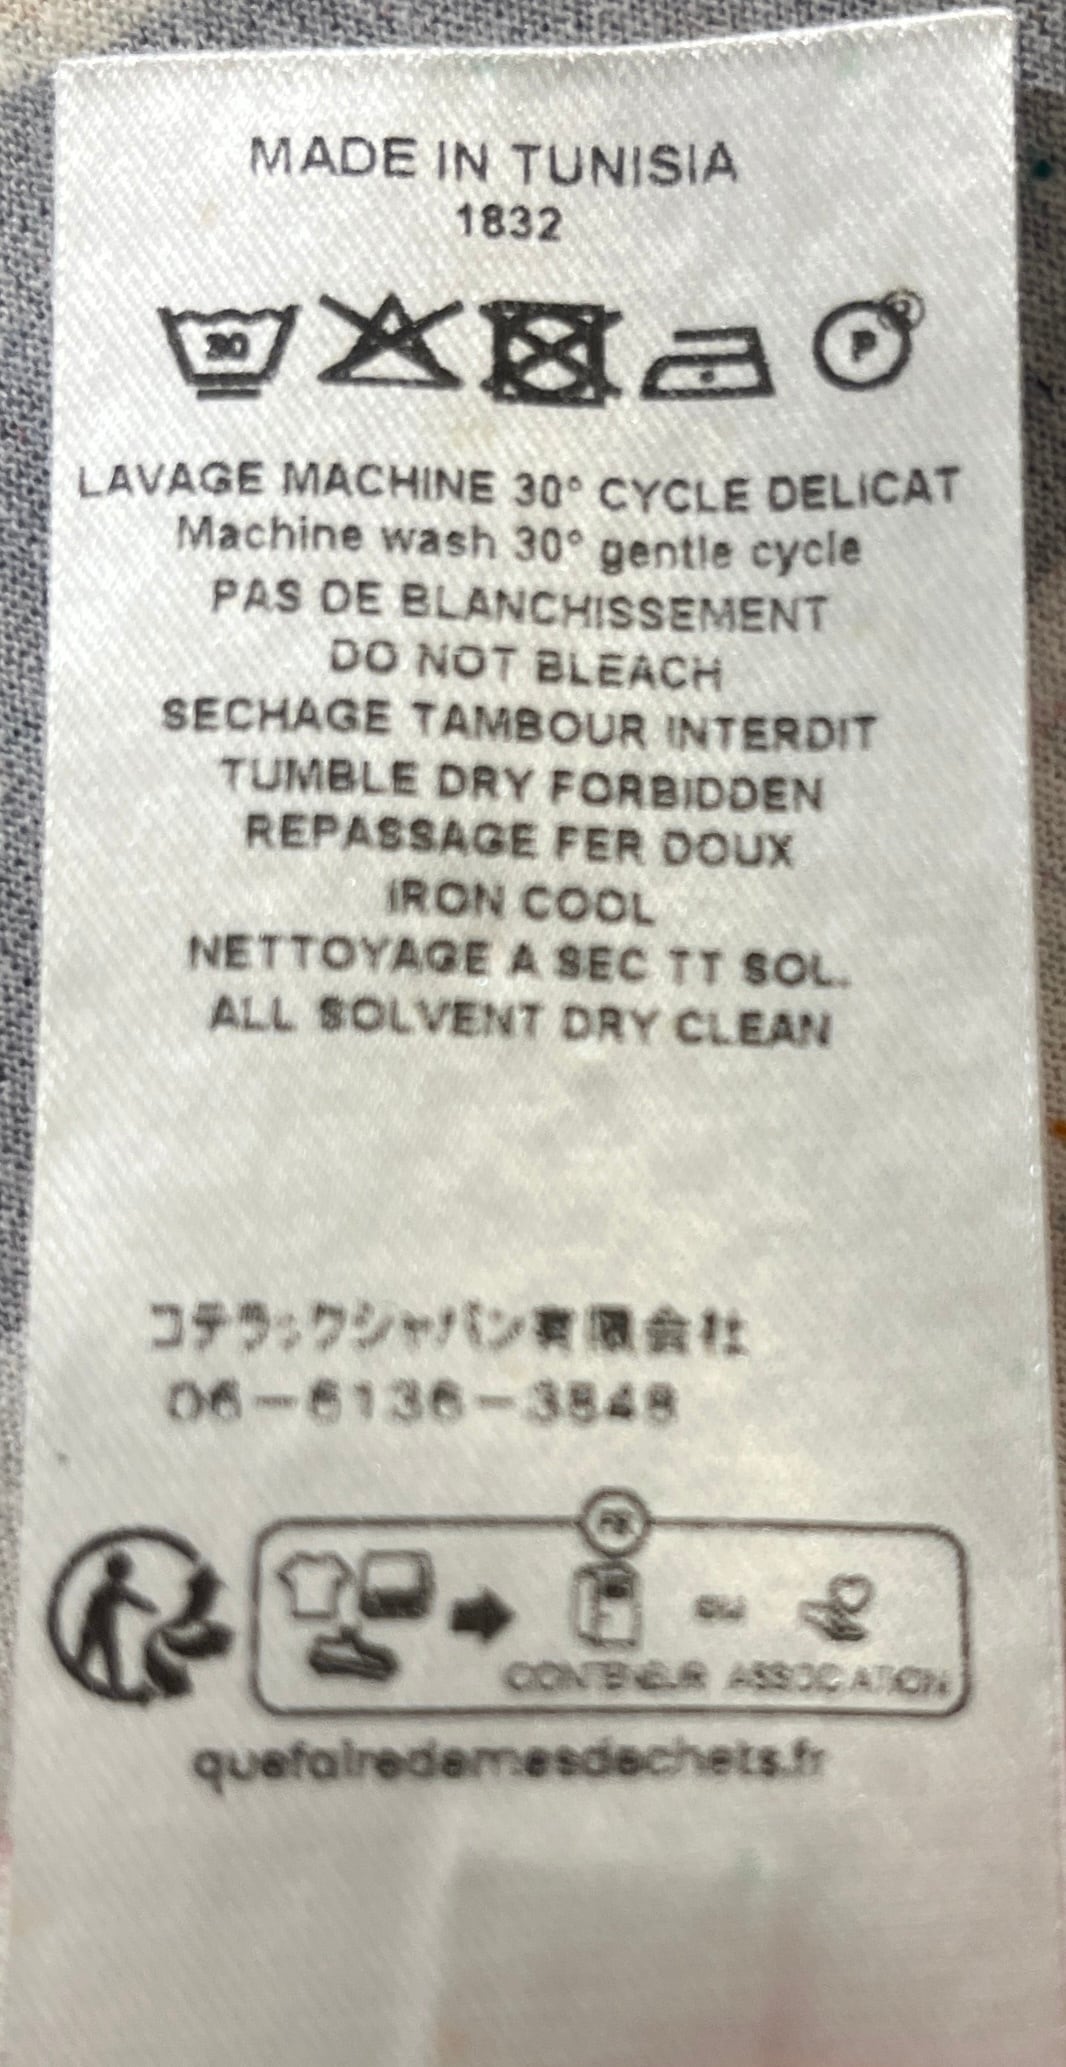 MADE IN TUNISIA
1832
30 P
LAVAGE MACHINE 30° CYCLE DELICAT
Machine wash 30° gentle cycle
PAS DE BLANCHISSEMENT
DO NOT BLEACH
SECHAGE TAMBOUR INTERDIT
TUMBLE DRY FORBIDDEN
REPASSAGE FER DOUX
IRON COOL
NETTOYAGE A SEC TT SOL.
ALL SOLVENT DRY CLEAN
コテラックジャパン有限会社
06-6136-3848
FR
OU
CONTENEUR ASSOCIATION
quefairedemesdechets.fr